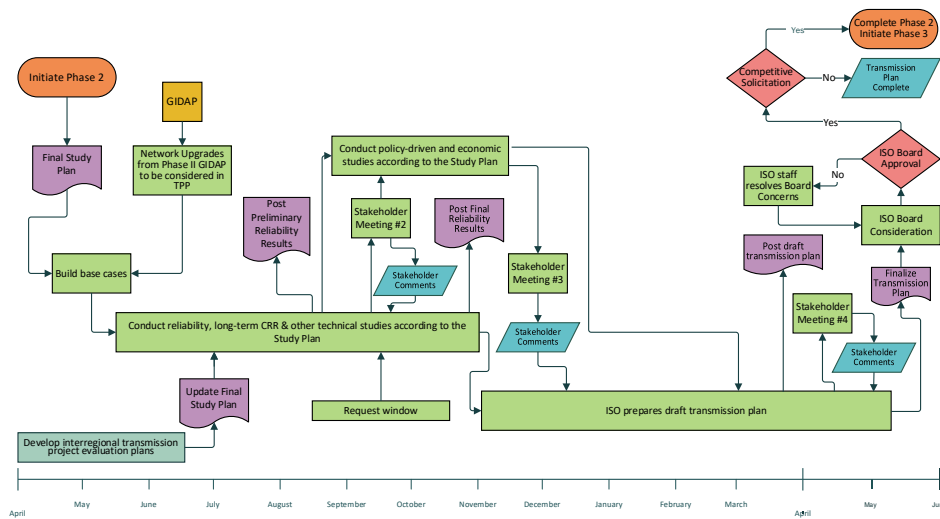 Yes
Complete Phase 2
Initiate Phase 3
Initiate Phase 2
Competitive
Solicitation
No
Transmission
Plan
Complete
GIDAP
Yes
Final Study
Plan
Network Upgrades
from Phase II GIDAP
to be considered in
TPP
Conduct policy-driven and economic
studies according to the Study Plan
ISO Board
Approval
No
ISO staff
resolves Board
Concerns
Post
Preliminary
Reliability
Results
Stakeholder
Meeting #2
Post Final
Reliability
Results
ISO Board
Consideration
Post draft
transmission plan
Build base cases
Stakeholder
Comments
Stakeholder
Meeting #3
Finalize
Transmission
Plan
Conduct reliability, long-term CRR & other technical studies according to the
Study Plan
Stakeholder
Comments
Stakeholder
Meeting #4
Stakeholder
Comments
Update Final
Study Plan
Request window
ISO prepares draft transmission plan
Develop interregional transmission
project evaluation plans
April
May
June
July
August
September
October
November
December
January
February
March
April
May